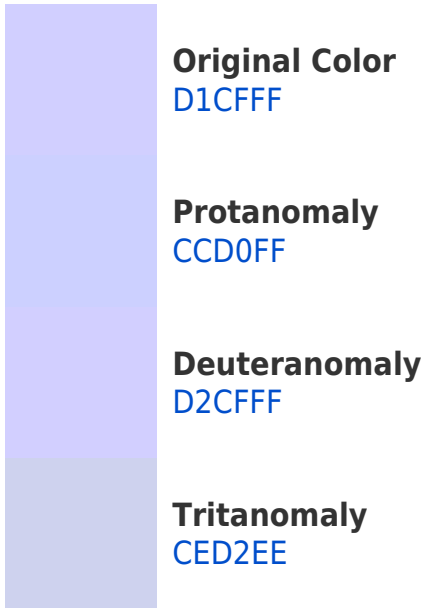 Original Color
D1CFFF
Protanomaly
CCD0FF
Deuteranomaly
D2CFFF
Tritanomaly
CED2EE